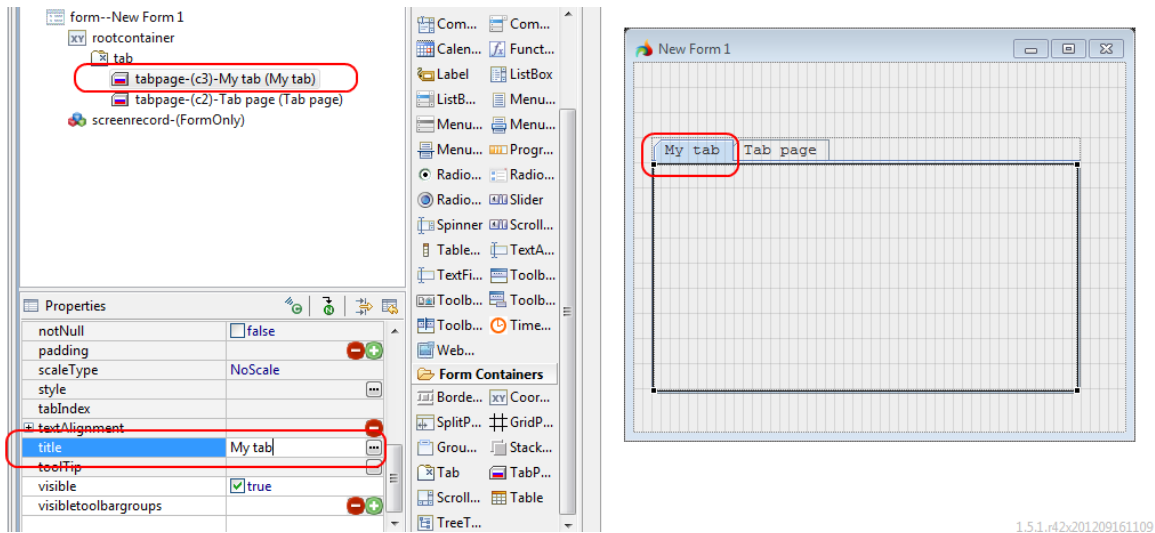 form--New Form 1
rootcontainer
tab
tabpage-(c3)-My tab (My tab)
tabpage-(c2)-Tab page (Tab page)
screenrecord-(FormOnly)
Properties
notNull false
padding
scaleType NoScale
style
tabIndex
textAlignment
title My tab
toolTip
visible true
visibletoolbargroups
Com... Com...
Calen... Funct...
Label ListBox
ListB... Menu...
Menu... Menu...
Menu... Progr...
Radio... Radio...
Radio... Slider
Spinner Scroll...
Table... TextA...
TextFi... Toolb...
Toolb... Toolb...
Toolb... Time...
Web...
Form Containers
Borde... Coor...
SplitP... GridP...
Grou... Stack...
Tab TabP...
Scroll... Table
TreeT...
New Form 1
My tab Tab page
1.5.1.r42x201209161109